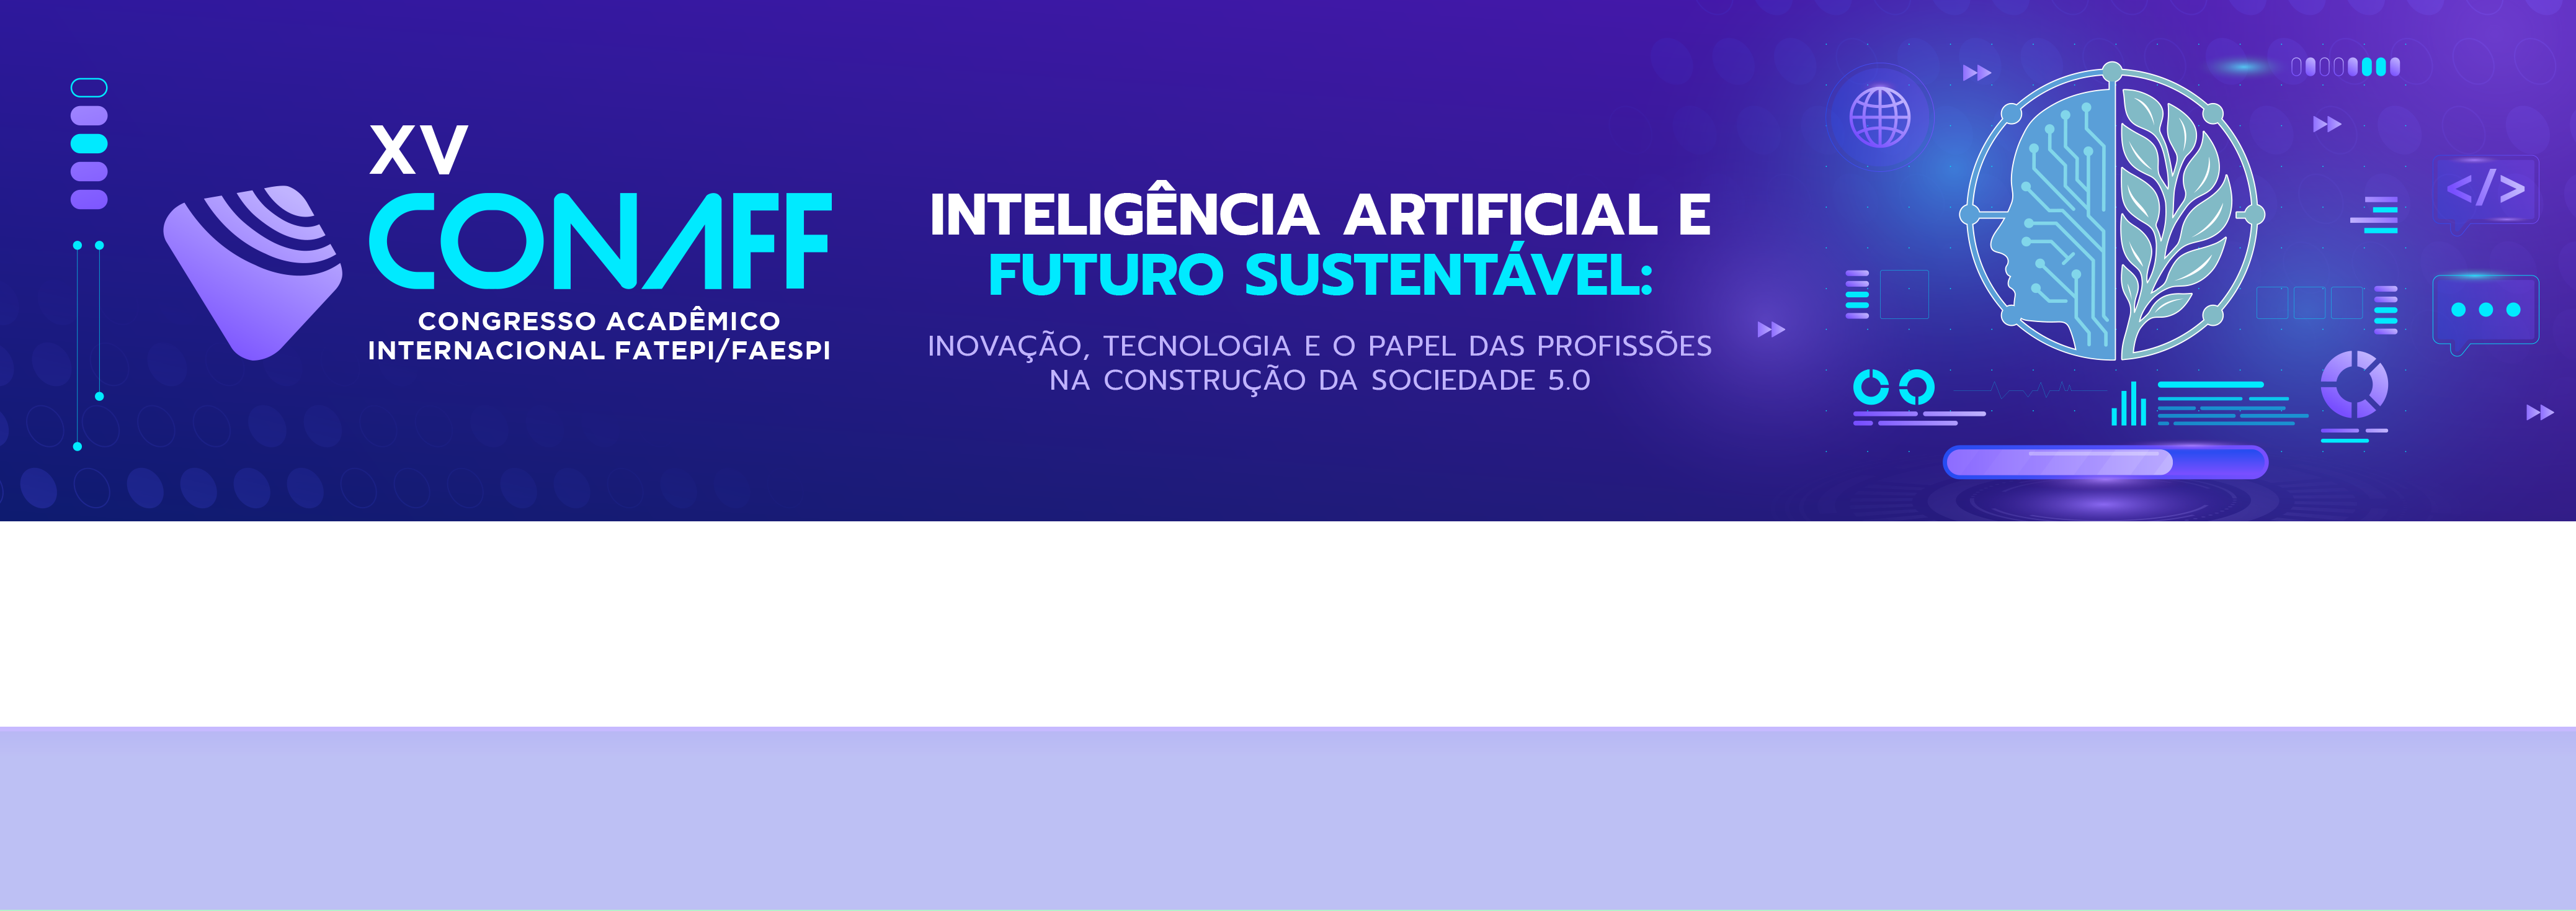 XV
CONAFF
CONGRESSO ACADÊMICO
INTERNACIONAL FATEPI/FAESPI
INTELIGÊNCIA ARTIFICIAL E
FUTURO SUSTENTÁVEL:
INOVAÇÃO, TECNOLOGIA E O PAPEL DAS PROFISSÕES
NA CONSTRUÇÃO DA SOCIEDADE 5.0
</>